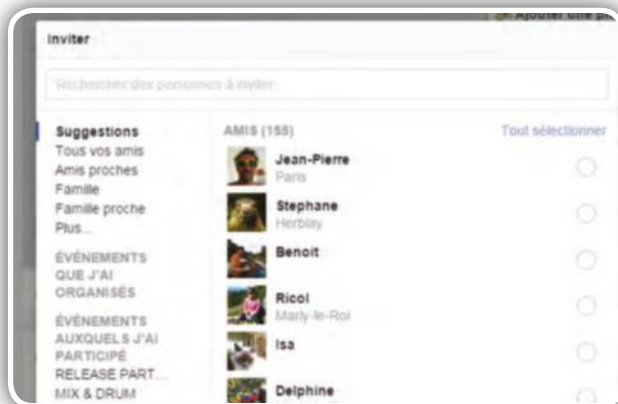 Ajouter une
Inviter
Rechercher des personnes à inviter
Suggestions
Tous vos amis
Amis proches
Famille
Famille proche
Plus...
ÉVÉNEMENTS
QUE J'AI
ORGANISÉS
ÉVÉNEMENTS
AUXQUELS J'AI
PARTICIPÉ
RELEASE PART...
MIX & DRUM
AMIS (155)
Tout sélectionner
Jean-Pierre
Paris
Stephane
Herblay
Benoit
Ricol
Marly-le-Roi
Isa
Delphine